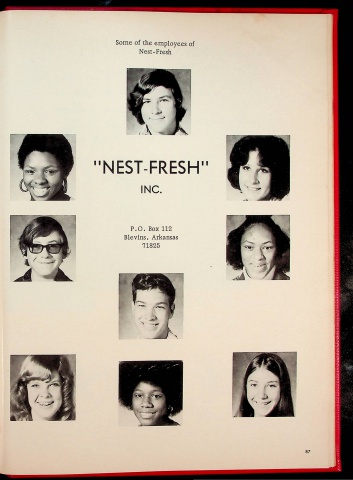 Some of the employees of
Nest-Fresh
"NEST-FRESH"
INC.
P.O. Box 112
Blevins, Arkansas
71825
87